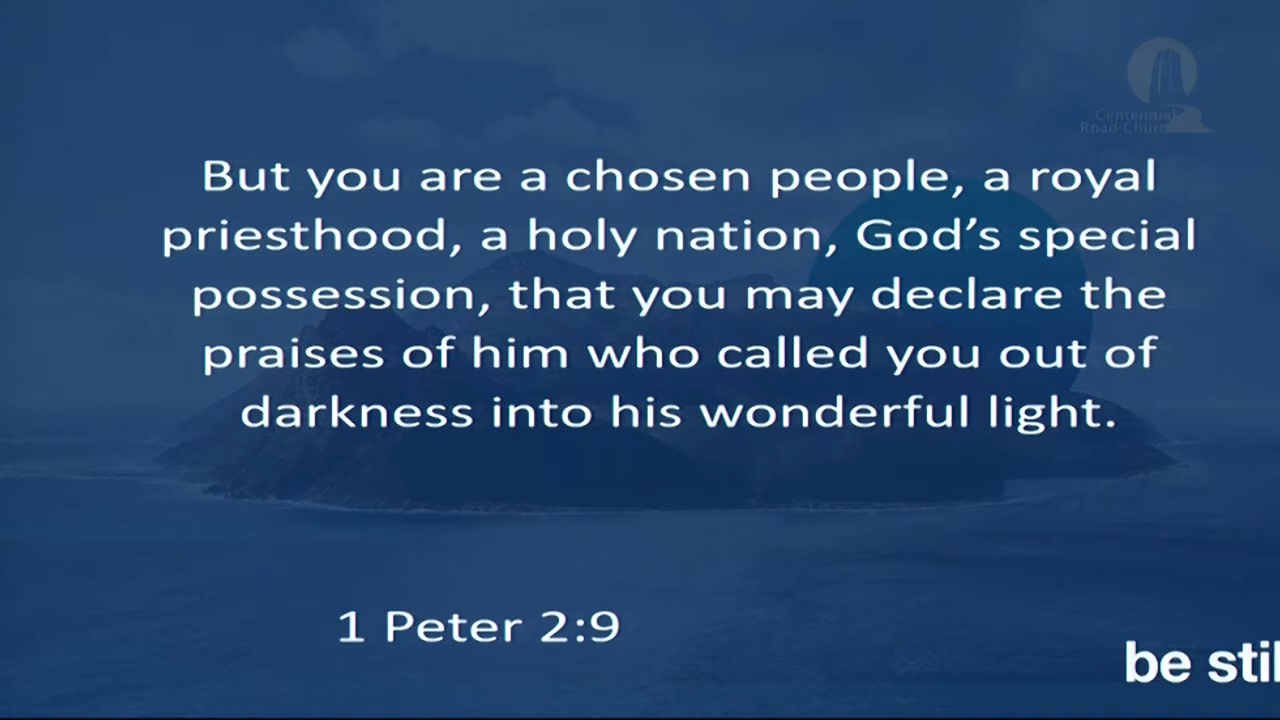 Centennial
Road Church
But you are a chosen people, a royal
priesthood, a holy nation, God’s special
possession, that you may declare the
praises of him who called you out of
darkness into his wonderful light.
1 Peter 2:9
be stil